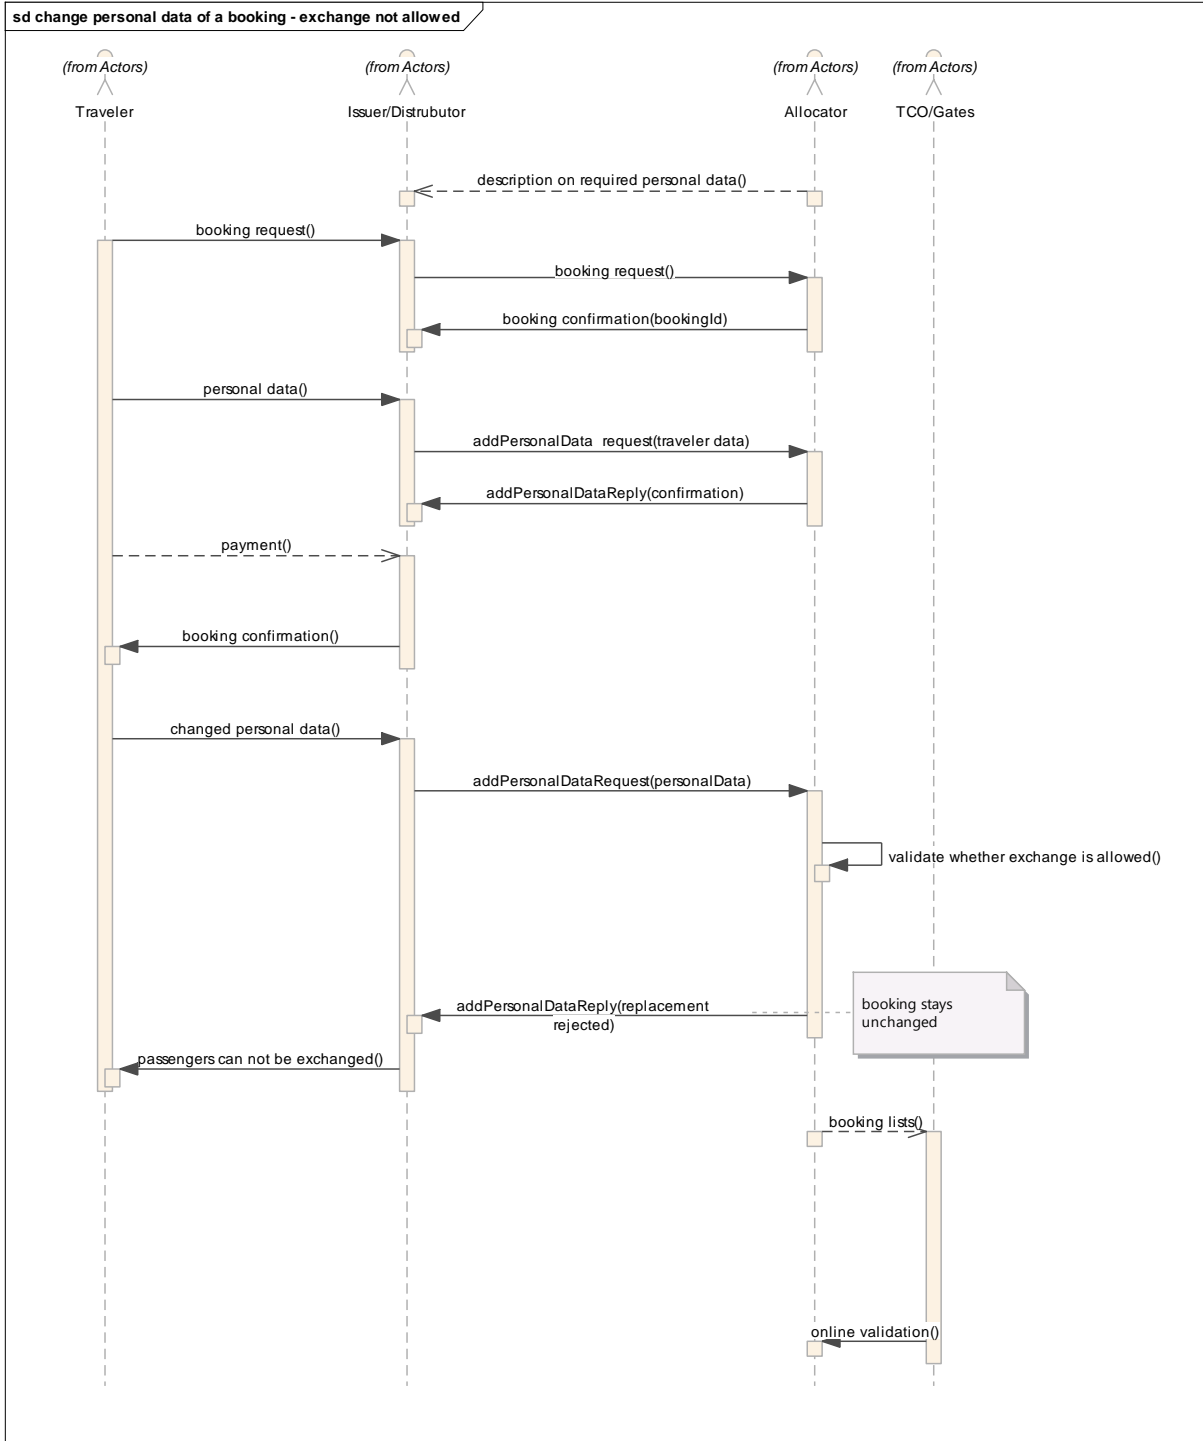 sd change personal data of a booking - exchange not allowed
(from Actors)
(from Actors)
(from Actors)
(from Actors)
Traveler
Issuer/Distrubutor
Allocator
TCO/Gates
description on required personal data()
booking request()
booking request()
booking confirmation(bookingId)
personal data()
addPersonalData request(traveler data)
addPersonalDataReply(confirmation)
payment()
booking confirmation()
changed personal data()
addPersonalDataRequest(personalData)
validate whether exchange is allowed()
addPersonalDataReply(replacement
rejected)
booking stays
unchanged
passengers can not be exchanged()
booking lists()
online validation()